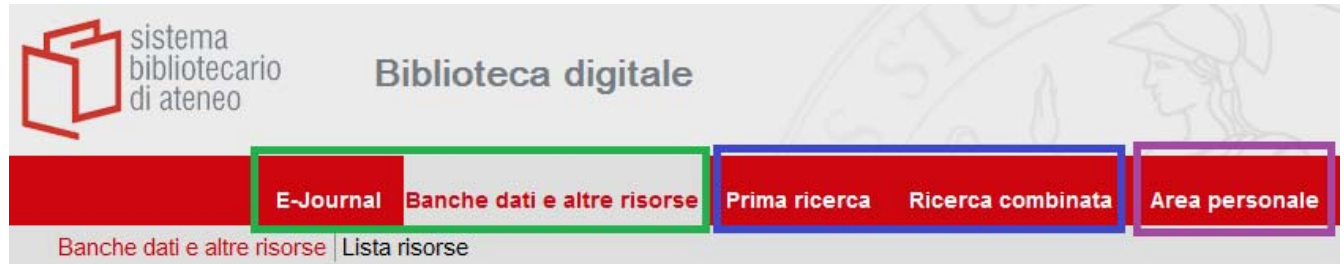 sistema
bibliotecario
di ateneo
Biblioteca digitale
E-Journal Banche dati e altre risorse Prima ricerca Ricerca combinata Area personale
Banche dati e altre risorse Lista risorse